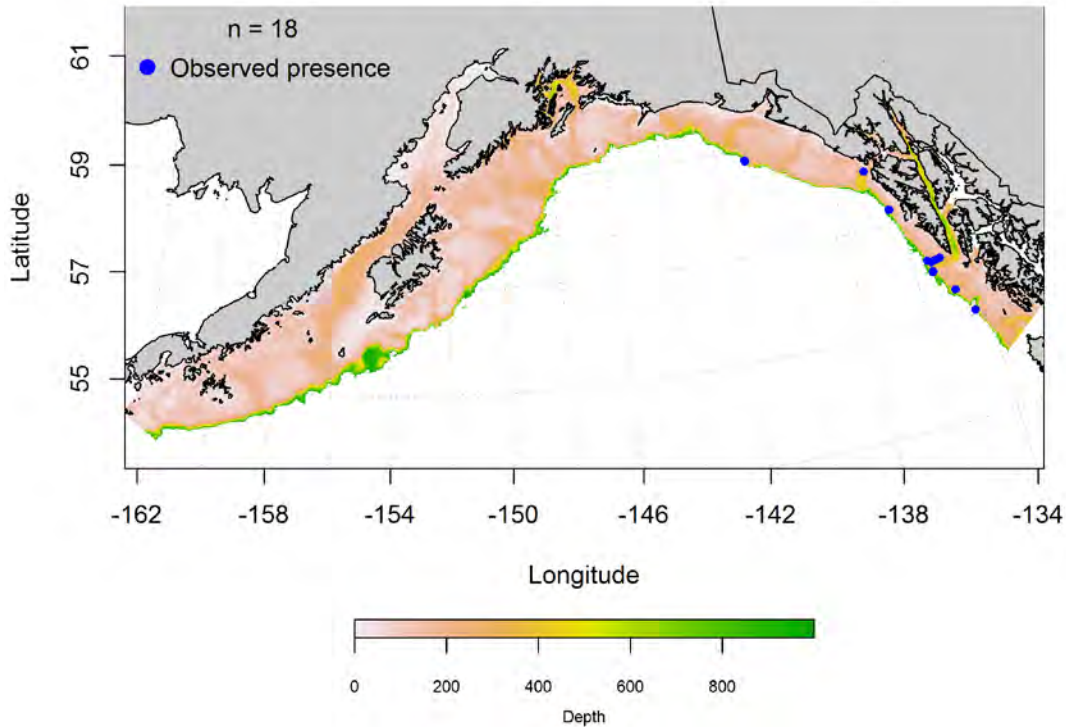 n = 18
Observed presence
61
59
57
55
Latitude
-162 -158 -154 -150 -146 -142 -138 -134
Longitude
0 200 400 600 800
Depth